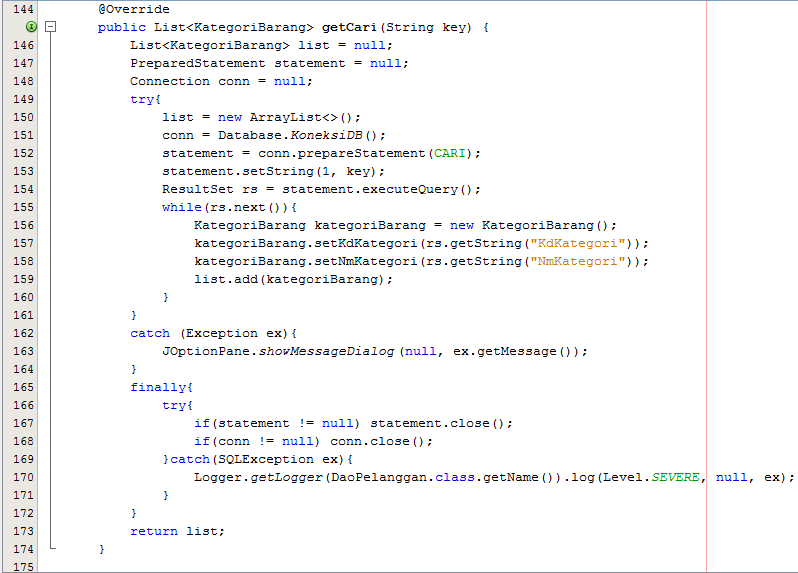 144 @Override
public List<KategoriBarang> getCari(String key) {
146 List<KategoriBarang> list = null;
147 PreparedStatement statement = null;
148 Connection conn = null;
149 try{
150 list = new ArrayList<>();
151 conn = Database.KoneksiDB();
152 statement = conn.prepareStatement(CARI);
153 statement.setString(1, key);
154 ResultSet rs = statement.executeQuery();
155 while(rs.next()){
156 KategoriBarang kategoriBarang = new KategoriBarang();
157 kategoriBarang.setKdKategori(rs.getString("KdKategori"));
158 kategoriBarang.setNmKategori(rs.getString("NmKategori"));
159 list.add(kategoriBarang);
160 }
161 }
162 catch (Exception ex){
163 JOptionPane.showMessageDialog(null, ex.getMessage());
164 }
165 finally{
166 try{
167 if(statement != null) statement.close();
168 if(conn != null) conn.close();
169 }catch(SQLException ex){
170 Logger.getLogger(DaoPelanggan.class.getName()).log(Level.SEVERE, null, ex);
171 }
172 }
173 return list;
174 }
175